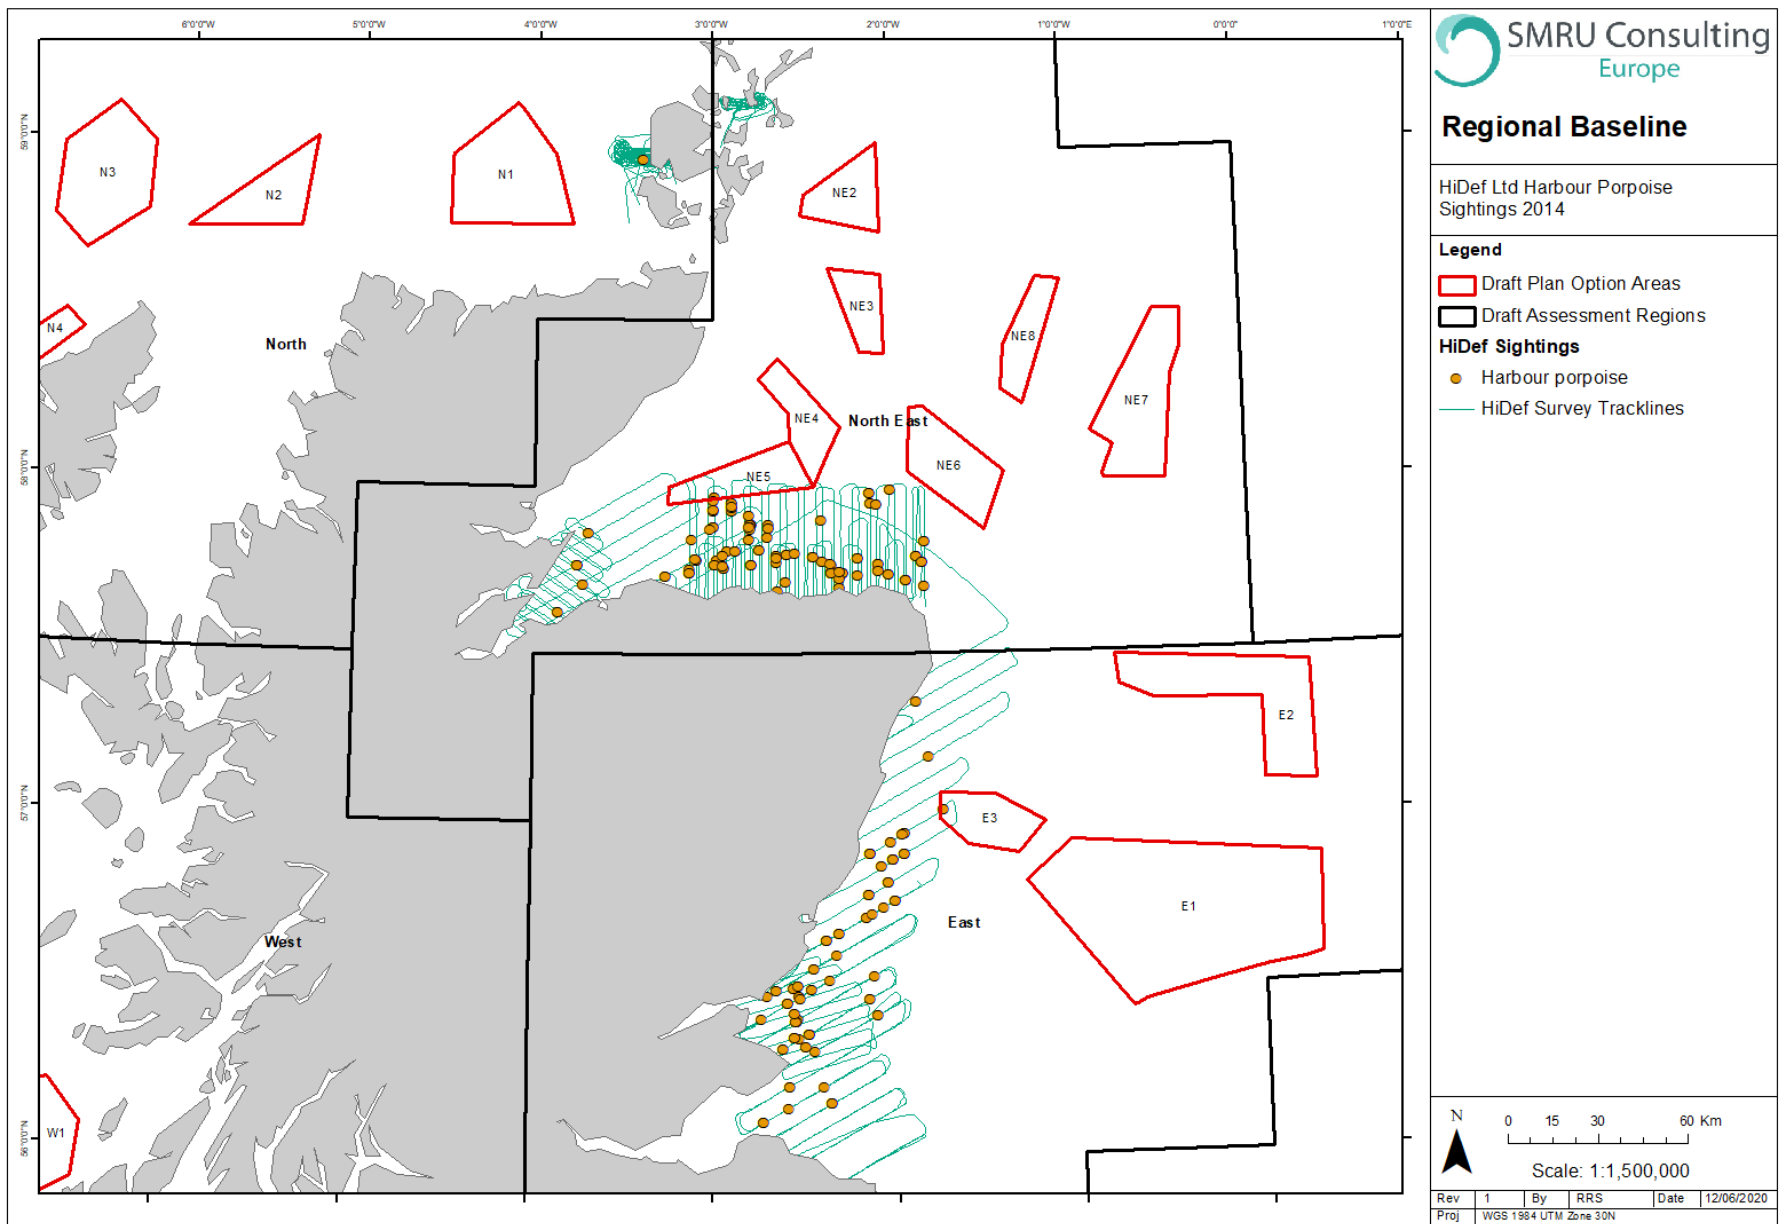 6°0'0"W 5°0'0"W 4°0'0"W 3°0'0"W 2°0'0"W 1°0'0"W 0°0'0" 1°0'0"E
59°0'0"N
58°0'0"N
57°0'0"N
56°0'0"N
N3
N2
N1
NE2
N4
North
NE3
NE8
NE7
NE4
North East
NE5
NE6
E2
E3
E1
East
West
W1
SMRU Consulting
Europe
Regional Baseline
HiDef Ltd Harbour Porpoise
Sightings 2014
Legend
Draft Plan Option Areas
Draft Assessment Regions
HiDef Sightings
Harbour porpoise
HiDef Survey Tracklines
N
0 15 30 60 Km
Scale: 1:1,500,000
Rev 1 By RRS Date 12/06/2020
Proj WGS 1984 UTM Zone 30N